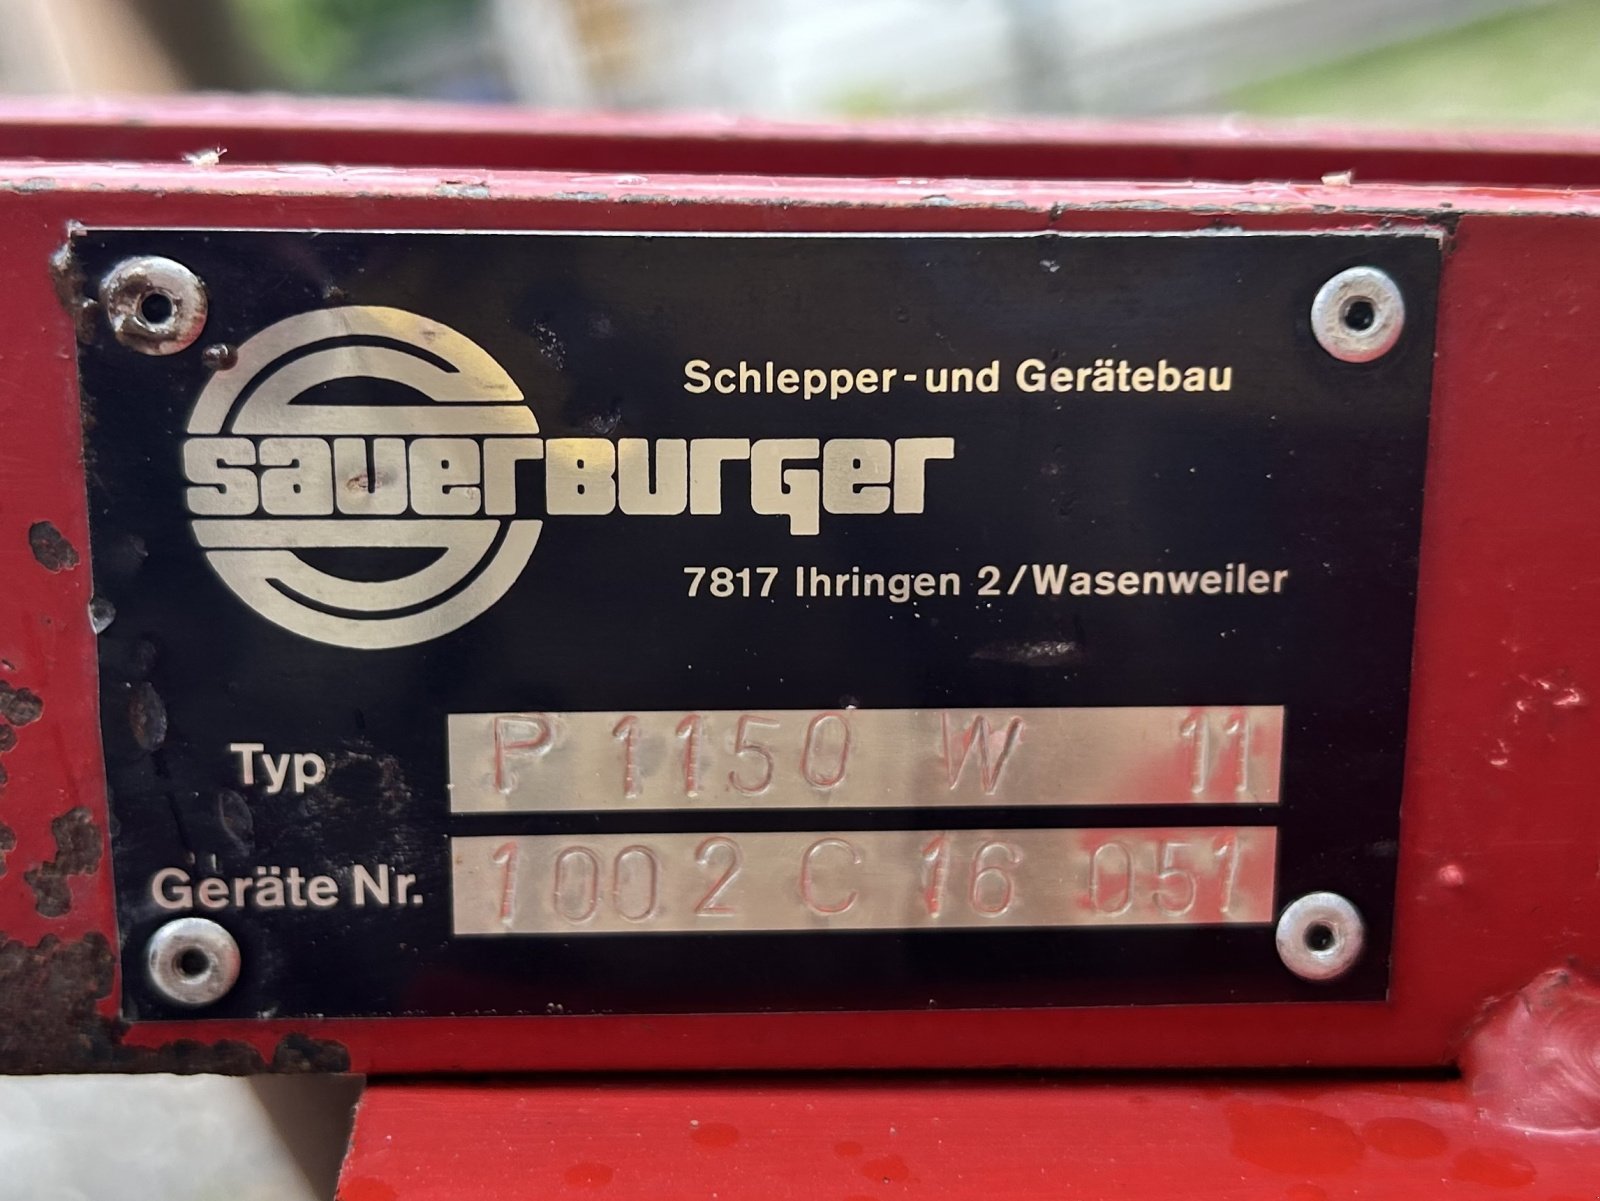 Schlepper-und Gerätebau
sauerburger
7817 Ihringen 2/Wasenweiler
Typ P 1150 W 11
Geräte Nr. 1002 C 16 051